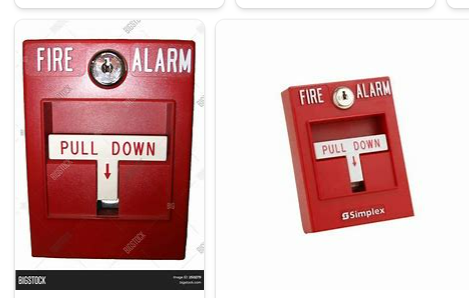 FIRE ALARM
PULL DOWN
BIGSTOCK
FIRE ALARM
PULL DOWN
Simplex